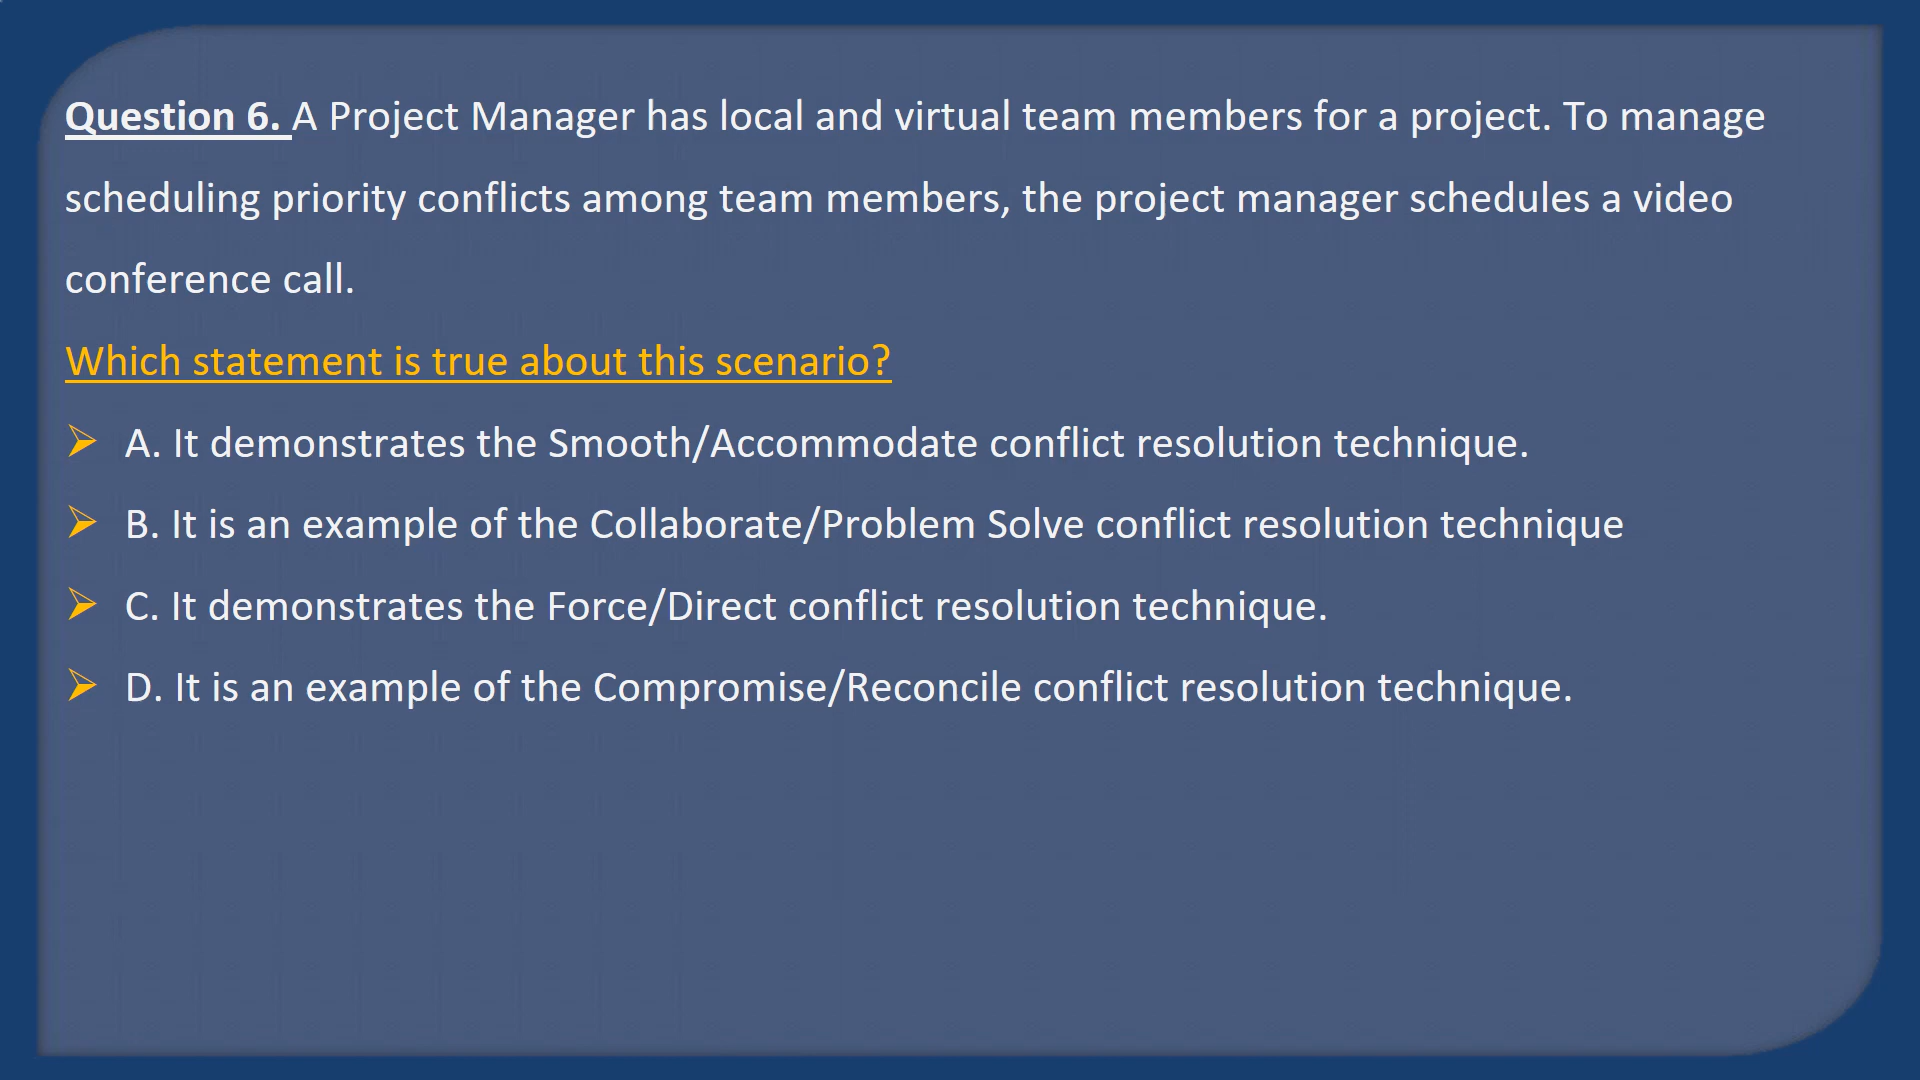 Question 6. A Project Manager has local and virtual team members for a project. To manage
scheduling priority conflicts among team members, the project manager schedules a video
conference call.
Which statement is true about this scenario?
A. It demonstrates the Smooth/Accommodate conflict resolution technique.
B. It is an example of the Collaborate/Problem Solve conflict resolution technique
C. It demonstrates the Force/Direct conflict resolution technique.
D. It is an example of the Compromise/Reconcile conflict resolution technique.